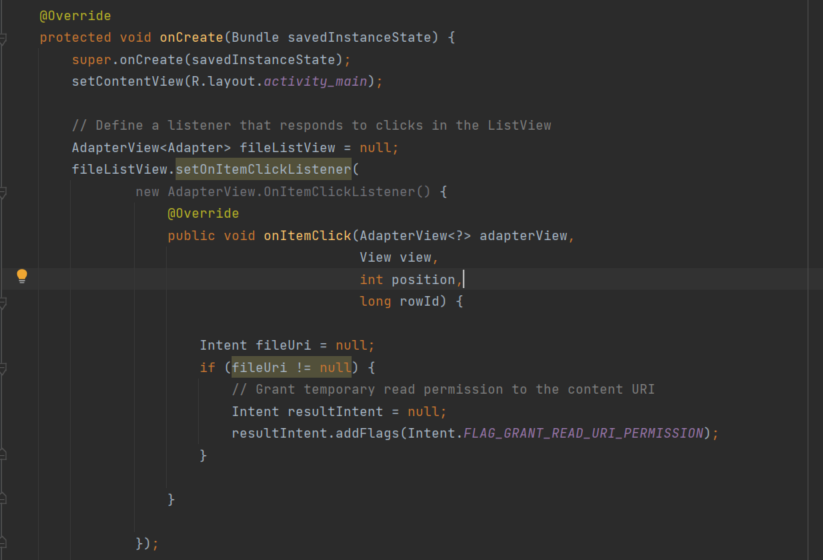 @Override
protected void onCreate(Bundle savedInstanceState) {
super.onCreate(savedInstanceState);
setContentView(R.layout.activity_main);
// Define a listener that responds to clicks in the ListView
AdapterView<Adapter> fileListView = null;
fileListView.setOnItemClickListener(
new AdapterView.OnItemClickListener() {
@Override
public void onItemClick(AdapterView<?> adapterView,
View view,
int position,
long rowId) {
Intent fileUri = null;
if (fileUri != null) {
// Grant temporary read permission to the content URI
Intent resultIntent = null;
resultIntent.addFlags(Intent.FLAG_GRANT_READ_URI_PERMISSION);
}
}
});